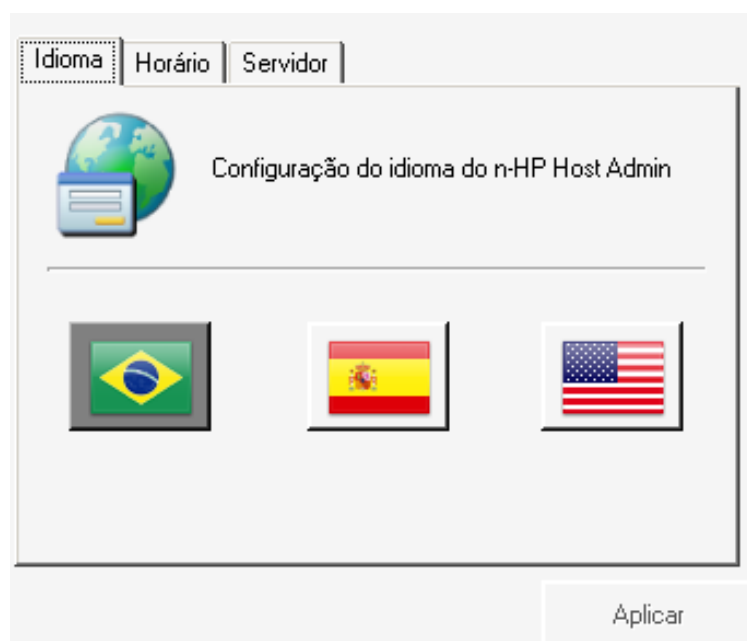 Idioma Horário Servidor
Configuração do idioma do n-HP Host Admin
Aplicar